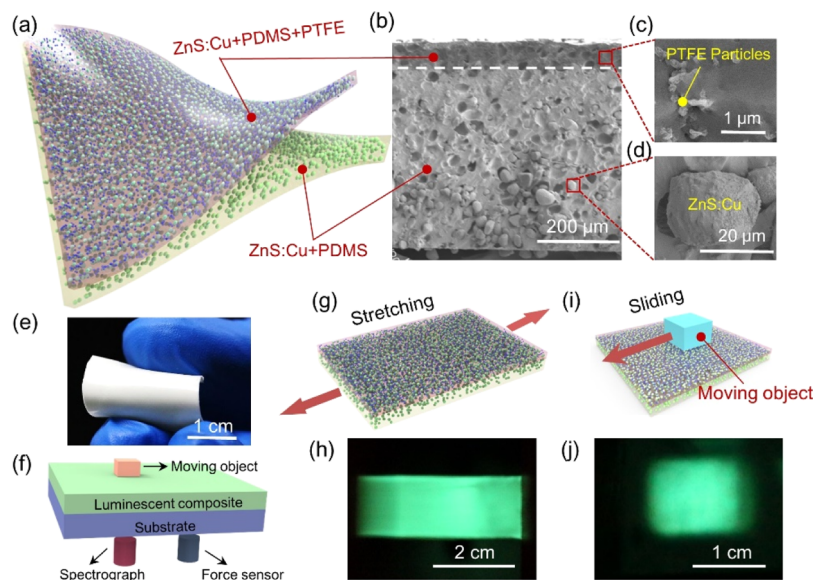 (a)
ZnS:Cu+PDMS+PTFE
ZnS:Cu+PDMS
(b)
200 μm
(c)
PTFE Particles
1 μm
(d)
ZnS:Cu
20 μm
(e)
1 cm
(f)
Moving object
Luminescent composite
Substrate
Spectrograph
Force sensor
(g)
Stretching
(h)
2 cm
(i)
Sliding
Moving object
(j)
1 cm